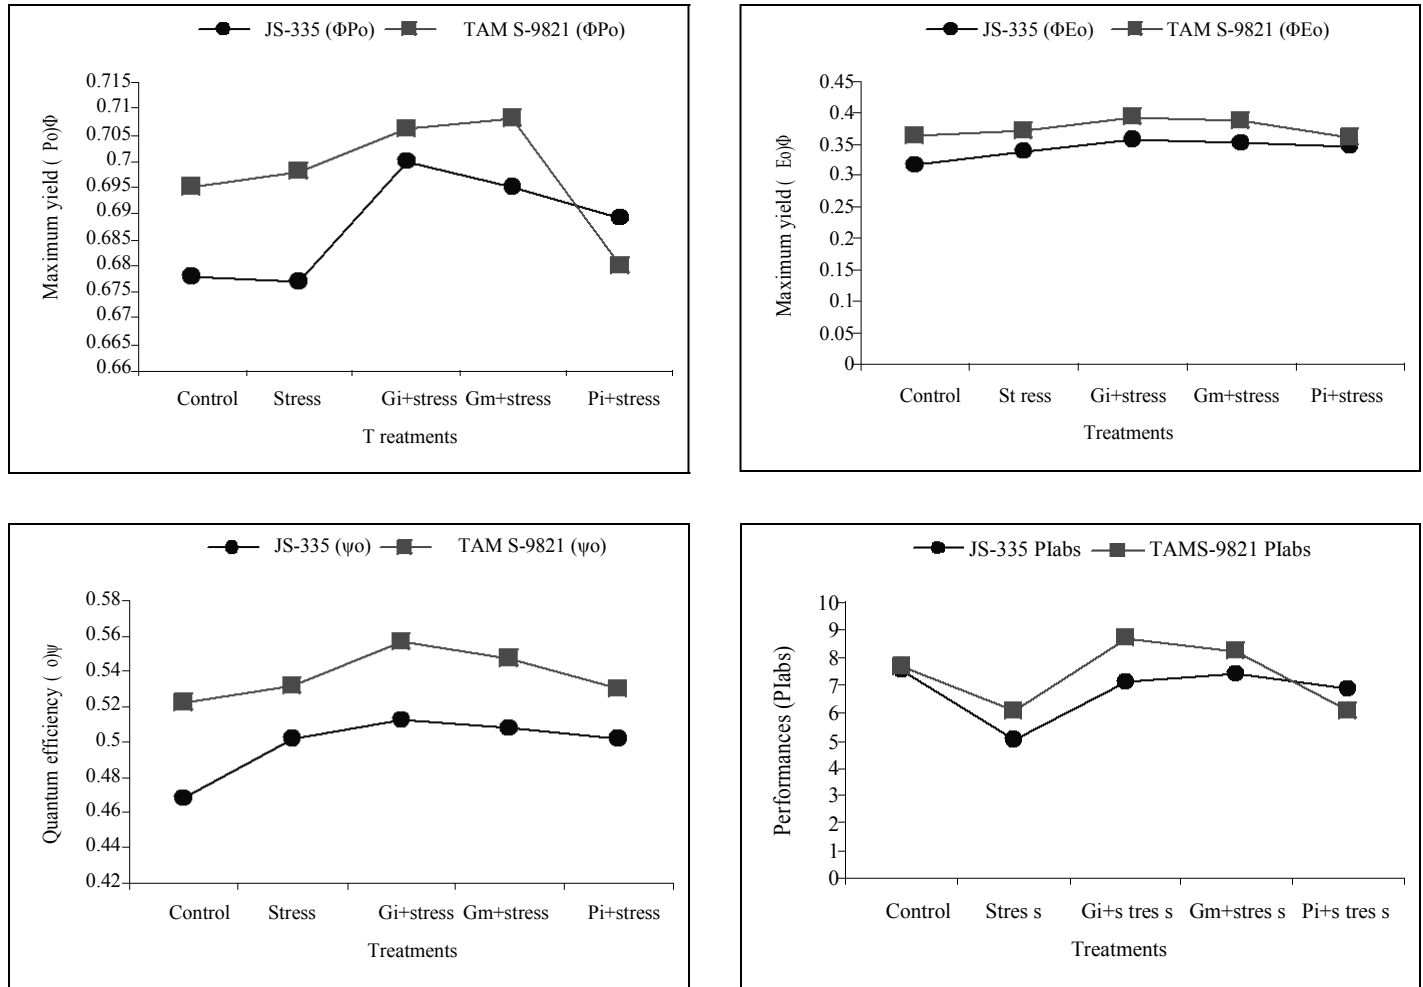 JS-335 (ΦPo) TAM S-9821 (ΦPo)
Maximum yield ( Po)Φ
0.715
0.71
0.705
0.7
0.695
0.69
0.685
0.68
0.675
0.67
0.665
0.66
Control Stress Gi+stress Gm+stress Pi+stress
T reatments
JS-335 (ΦEo) TAM S-9821 (ΦEo)
Maximum yield ( Eo)Φ
0.45
0.4
0.35
0.3
0.25
0.2
0.15
0.1
0.05
0
Control St ress Gi+stress Gm+stress Pi+stress
Treatments
JS-335 (ψo) TAM S-9821 (ψo)
Quantum efficiency ( o)ψ
0.58
0.56
0.54
0.52
0.5
0.48
0.46
0.44
0.42
Control Stress Gi+stress Gm+stress Pi+stress
Treatments
JS-335 PIabs TAMS-9821 PIabs
Performances (PIabs)
10
9
8
7
6
5
4
3
2
1
0
Control Stres s Gi+s tres s Gm+stres s Pi+s tres s
Treatments